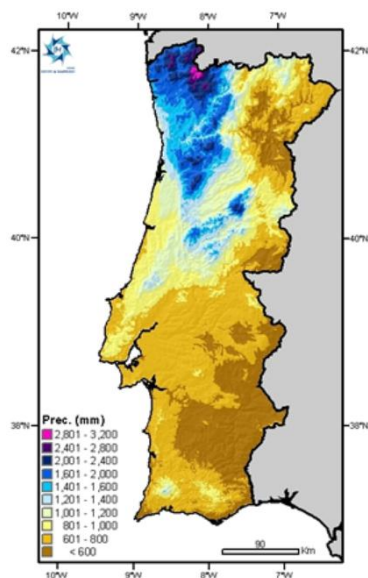 10°W 9°W 8°W 7°W
42°N 42°N
40°N 40°N
38°N 38°N
Prec. (mm)
2,801 - 3,200
2,401 - 2,800
2,001 - 2,400
1,601 - 2,000
1,401 - 1,600
1,201 - 1,400
1,001 - 1,200
801 - 1,000
601 - 800
< 600
90
Km
10°W 9°W 8°W 7°W